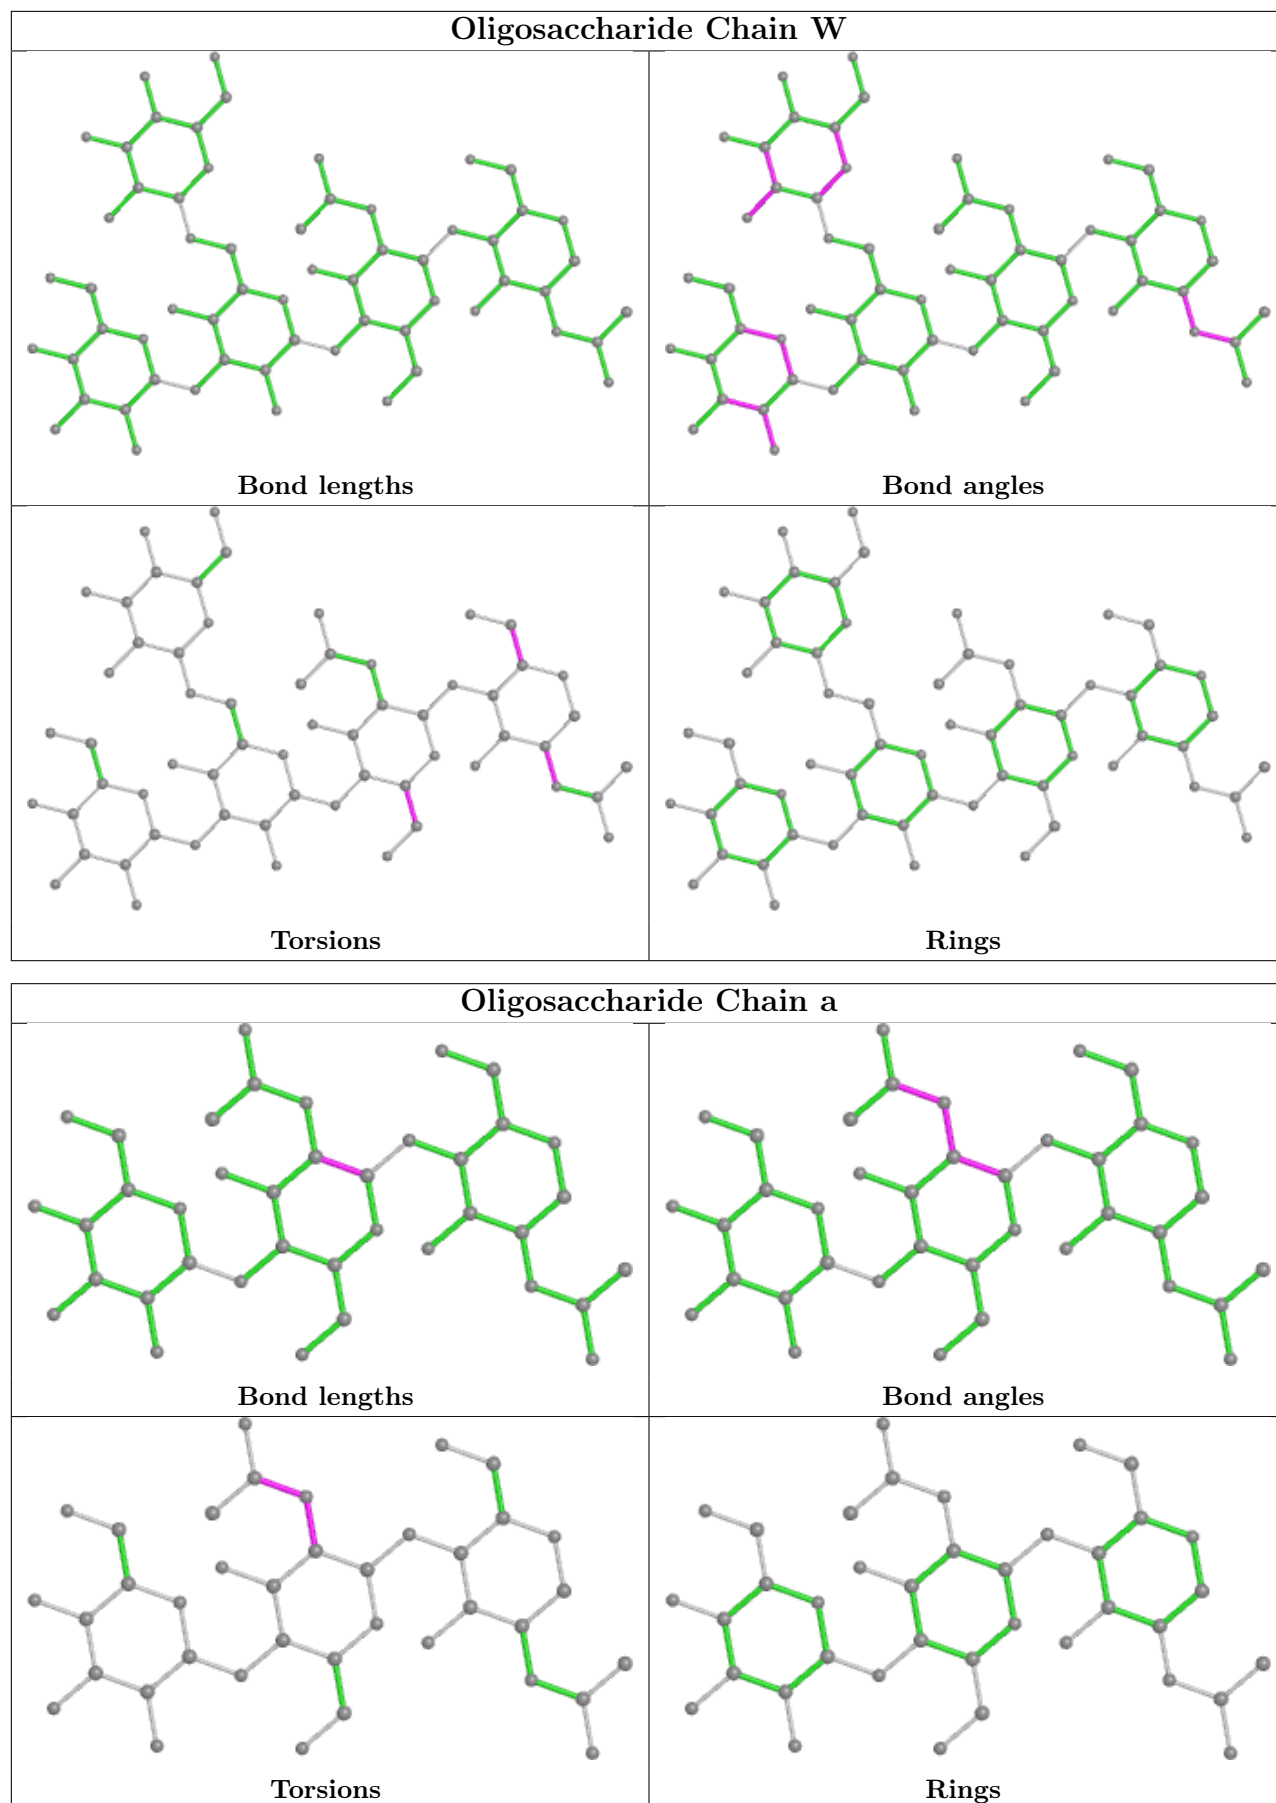 Oligosaccharide Chain W
Bond lengths
Bond angles
Torsions
Rings
Oligosaccharide Chain a
Bond lengths
Bond angles
Torsions
Rings